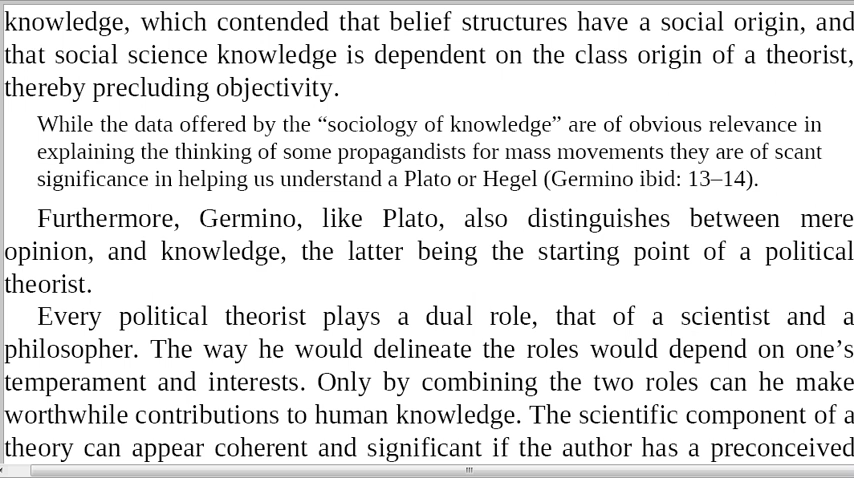 knowledge, which contended that belief structures have a social origin, and
that social science knowledge is dependent on the class origin of a theorist,
thereby precluding objectivity.
While the data offered by the “sociology of knowledge” are of obvious relevance in
explaining the thinking of some propagandists for mass movements they are of scant
significance in helping us understand a Plato or Hegel (Germino ibid: 13–14).
Furthermore, Germino, like Plato, also distinguishes between mere
opinion, and knowledge, the latter being the starting point of a political
theorist.
Every political theorist plays a dual role, that of a scientist and a
philosopher. The way he would delineate the roles would depend on one’s
temperament and interests. Only by combining the two roles can he make
worthwhile contributions to human knowledge. The scientific component of a
theory can appear coherent and significant if the author has a preconceived